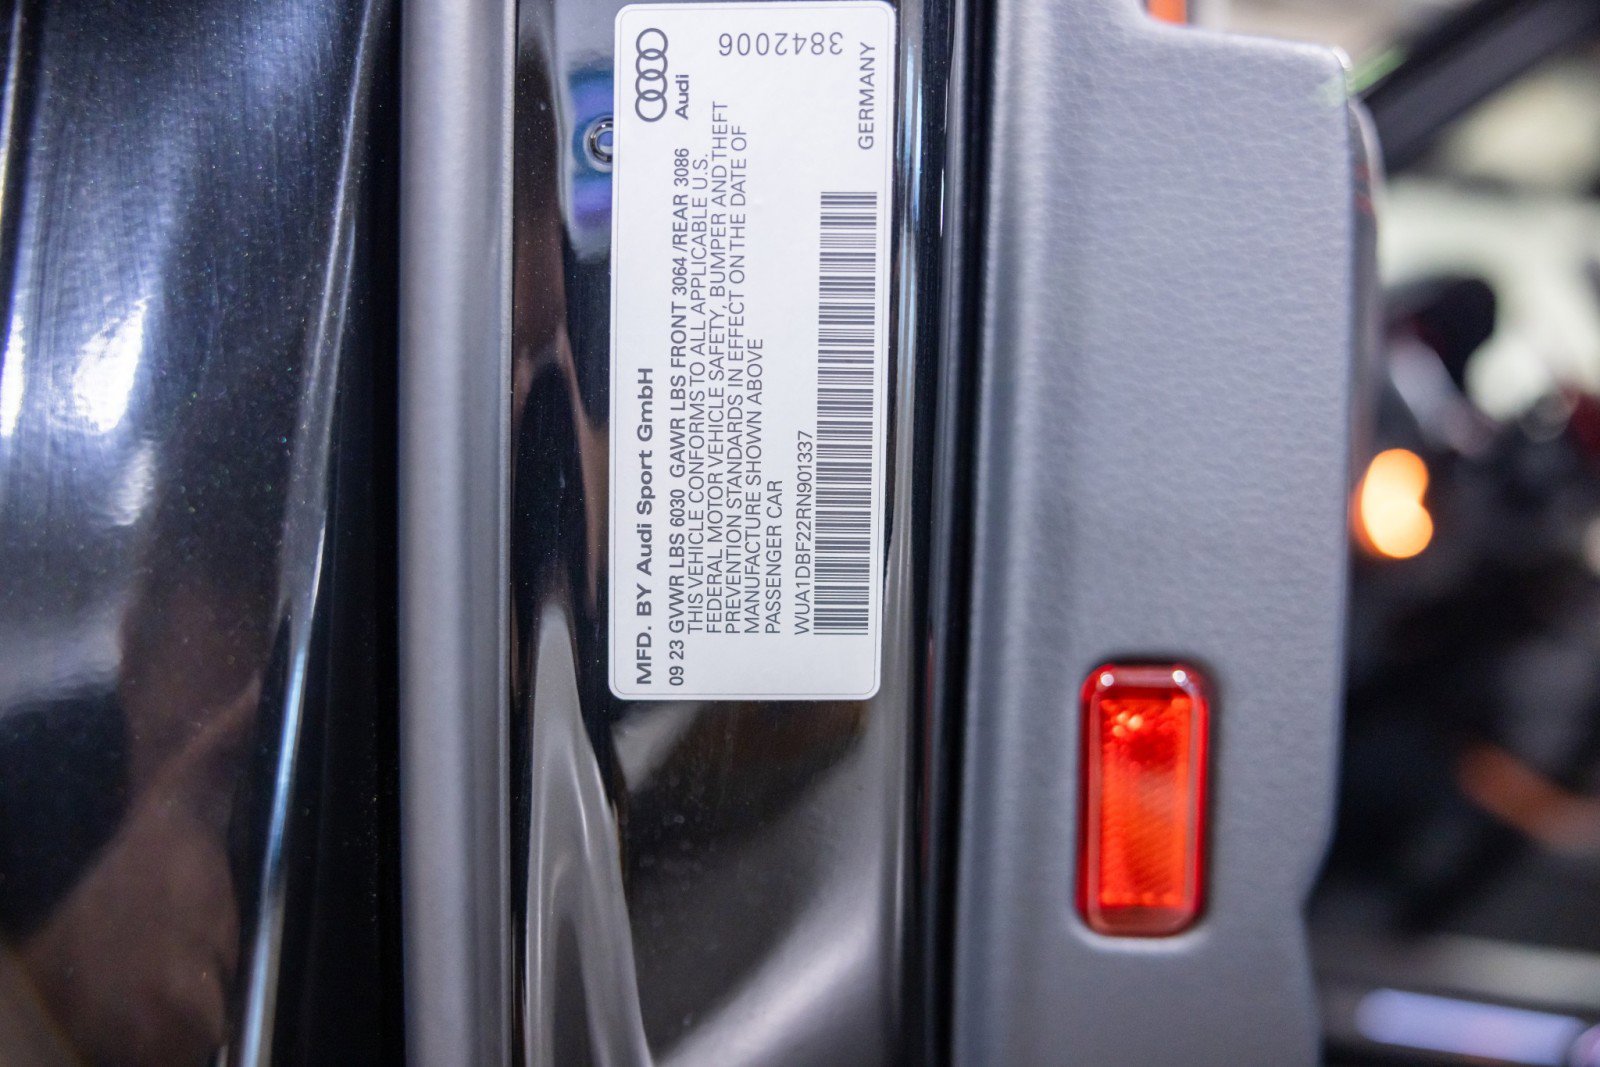 Audi
MFD. BY Audi Sport GmbH
09 23 GVWR LBS 6030 GAWR LBS FRONT 3064/REAR 3086
THIS VEHICLE CONFORMS TO ALL APPLICABLE U.S.
FEDERAL MOTOR VEHICLE SAFETY, BUMPER AND THEFT
PREVENTION STANDARDS IN EFFECT ON THE DATE OF
MANUFACTURE SHOWN ABOVE
PASSENGER CAR
WUA1DBF22RN901337
3842006
GERMANY